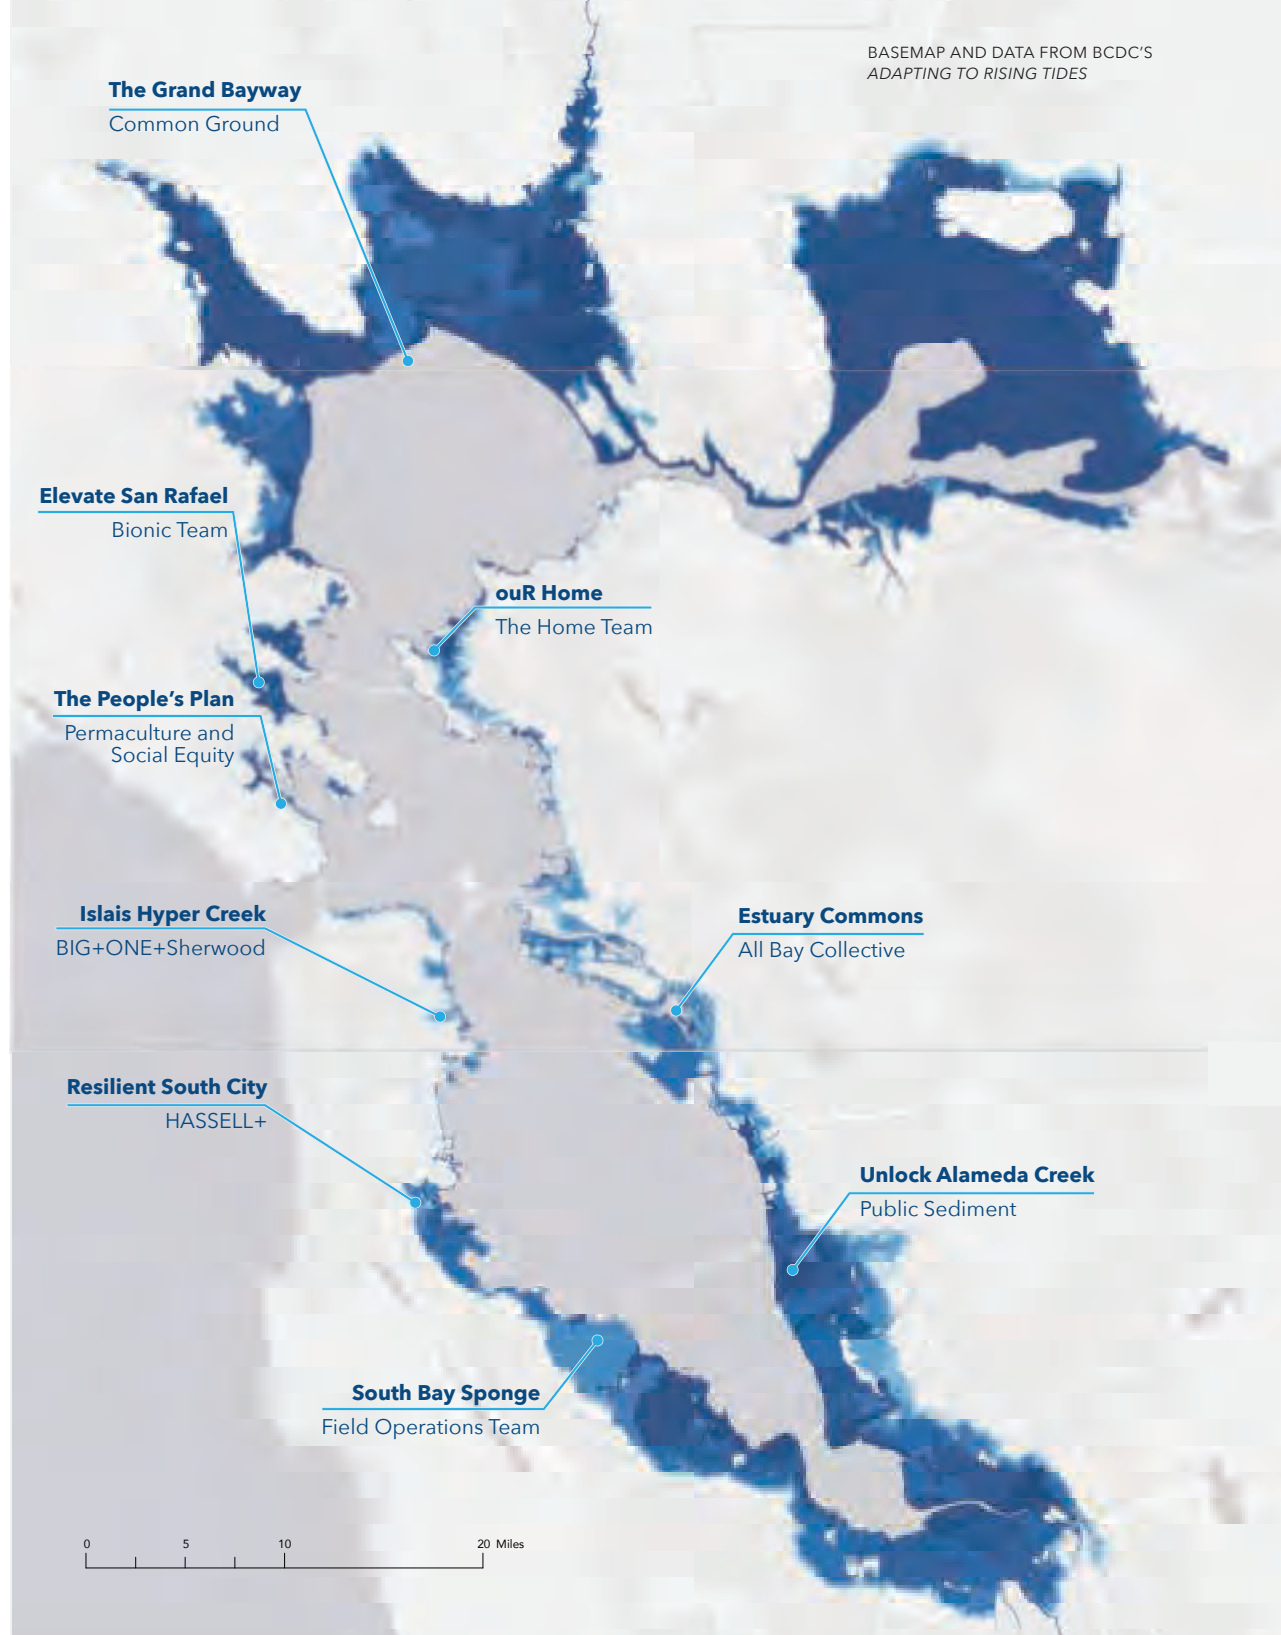 BASEMAP AND DATA FROM BCDC'S
ADAPTING TO RISING TIDES
The Grand Bayway
Common Ground
Elevate San Rafael
Bionic Team
ouR Home
The Home Team
The People's Plan
Permaculture and
Social Equity
Islais Hyper Creek
BIG+ONE+Sherwood
Estuary Commons
All Bay Collective
Resilient South City
HASSELL+
Unlock Alameda Creek
Public Sediment
South Bay Sponge
Field Operations Team
0 5 10 20 Miles